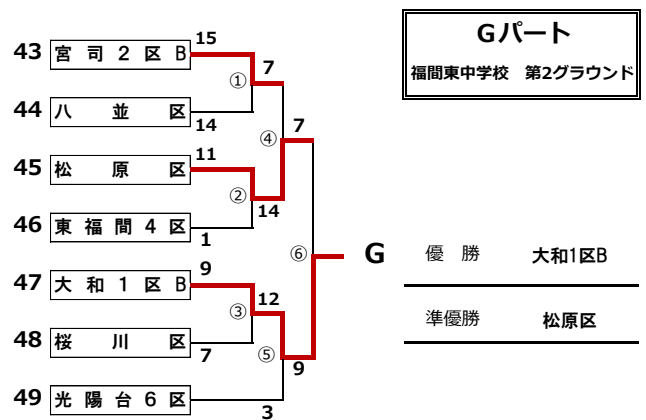 Gパート
福間東中学校 第2グラウンド
43 宮司2区B 15
① 7
44 八並区 14
④ 7
45 松原区 11
② 14
46 東福間4区 1
⑥ G
優勝 大和1区B
準優勝 松原区
47 大和1区B 9
③ 12
48 桜川区 7
⑤ 9
49 光陽台6区 3